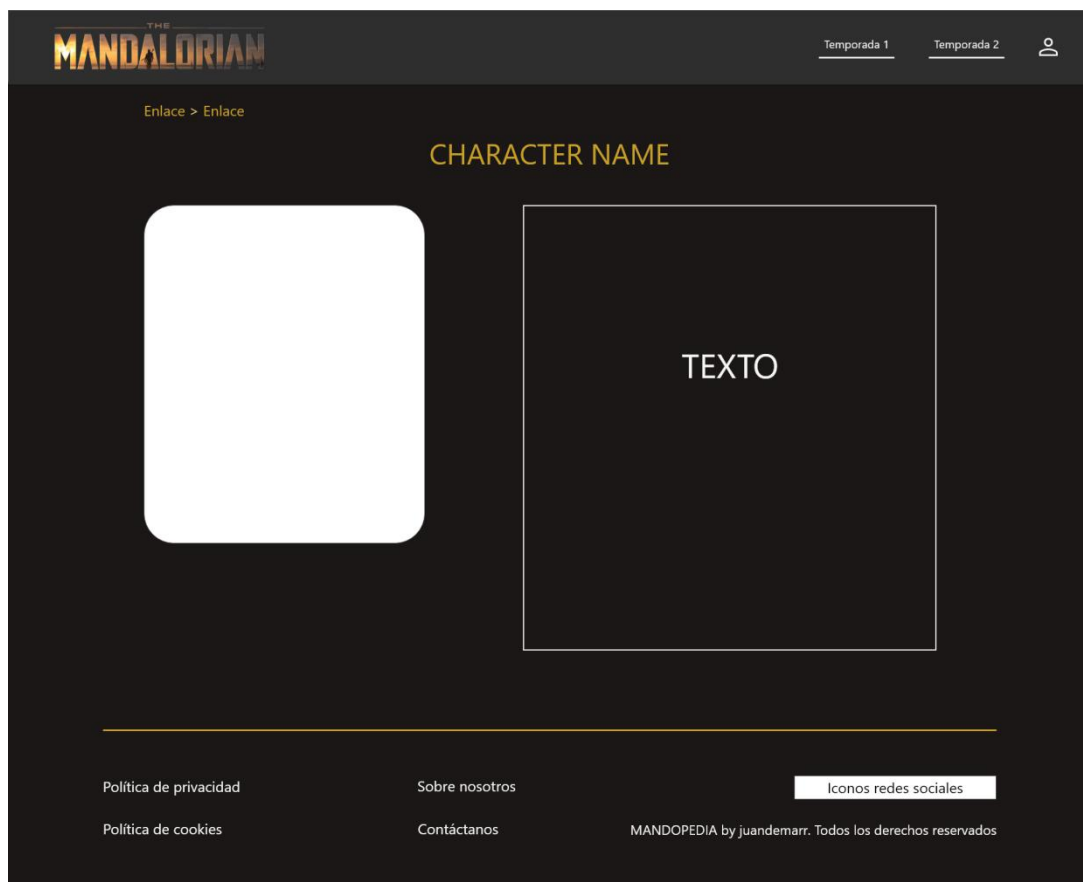 THE
MANDALORIAN
Temporada 1
Temporada 2
Enlace > Enlace
CHARACTER NAME
TEXTO
Política de privacidad
Sobre nosotros
Iconos redes sociales
Política de cookies
Contáctanos
MANDOPEDIA by juandemarr. Todos los derechos reservados